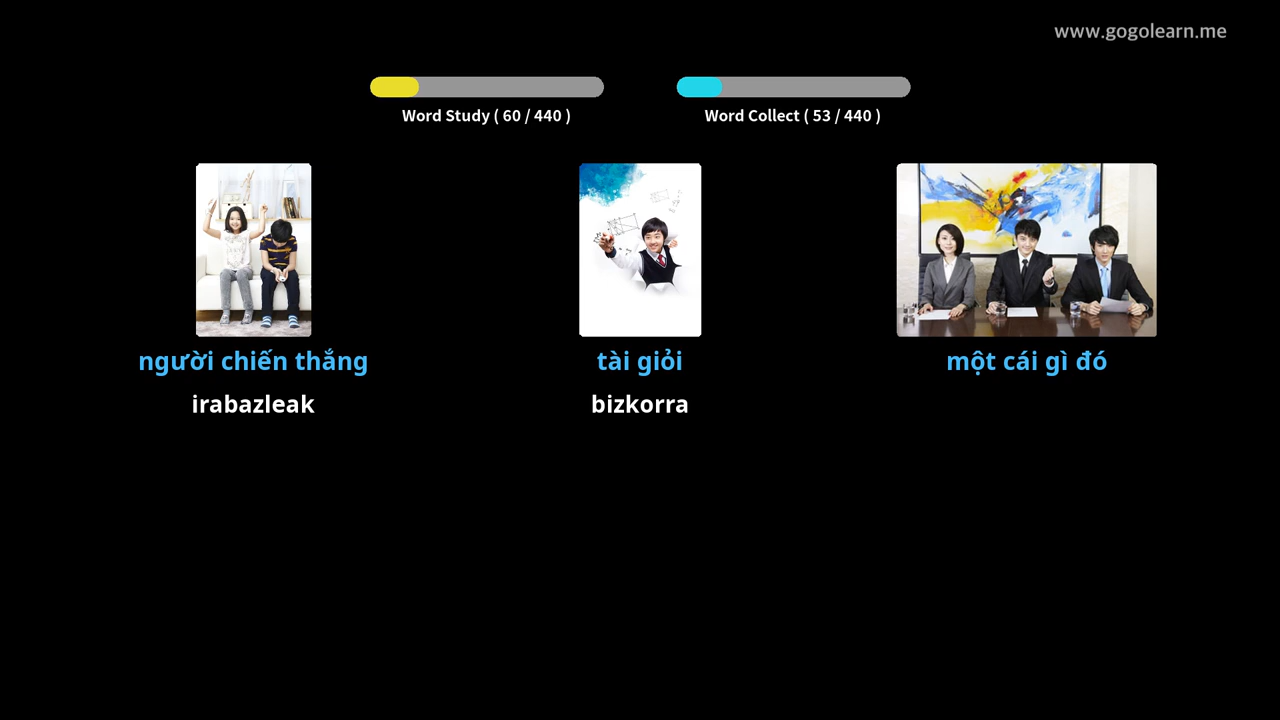 www.gogolearn.me
Word Study ( 60 / 440 )
Word Collect ( 53 / 440 )
người chiến thắng
irabazleak
tài giỏi
bizkorra
một cái gì đó